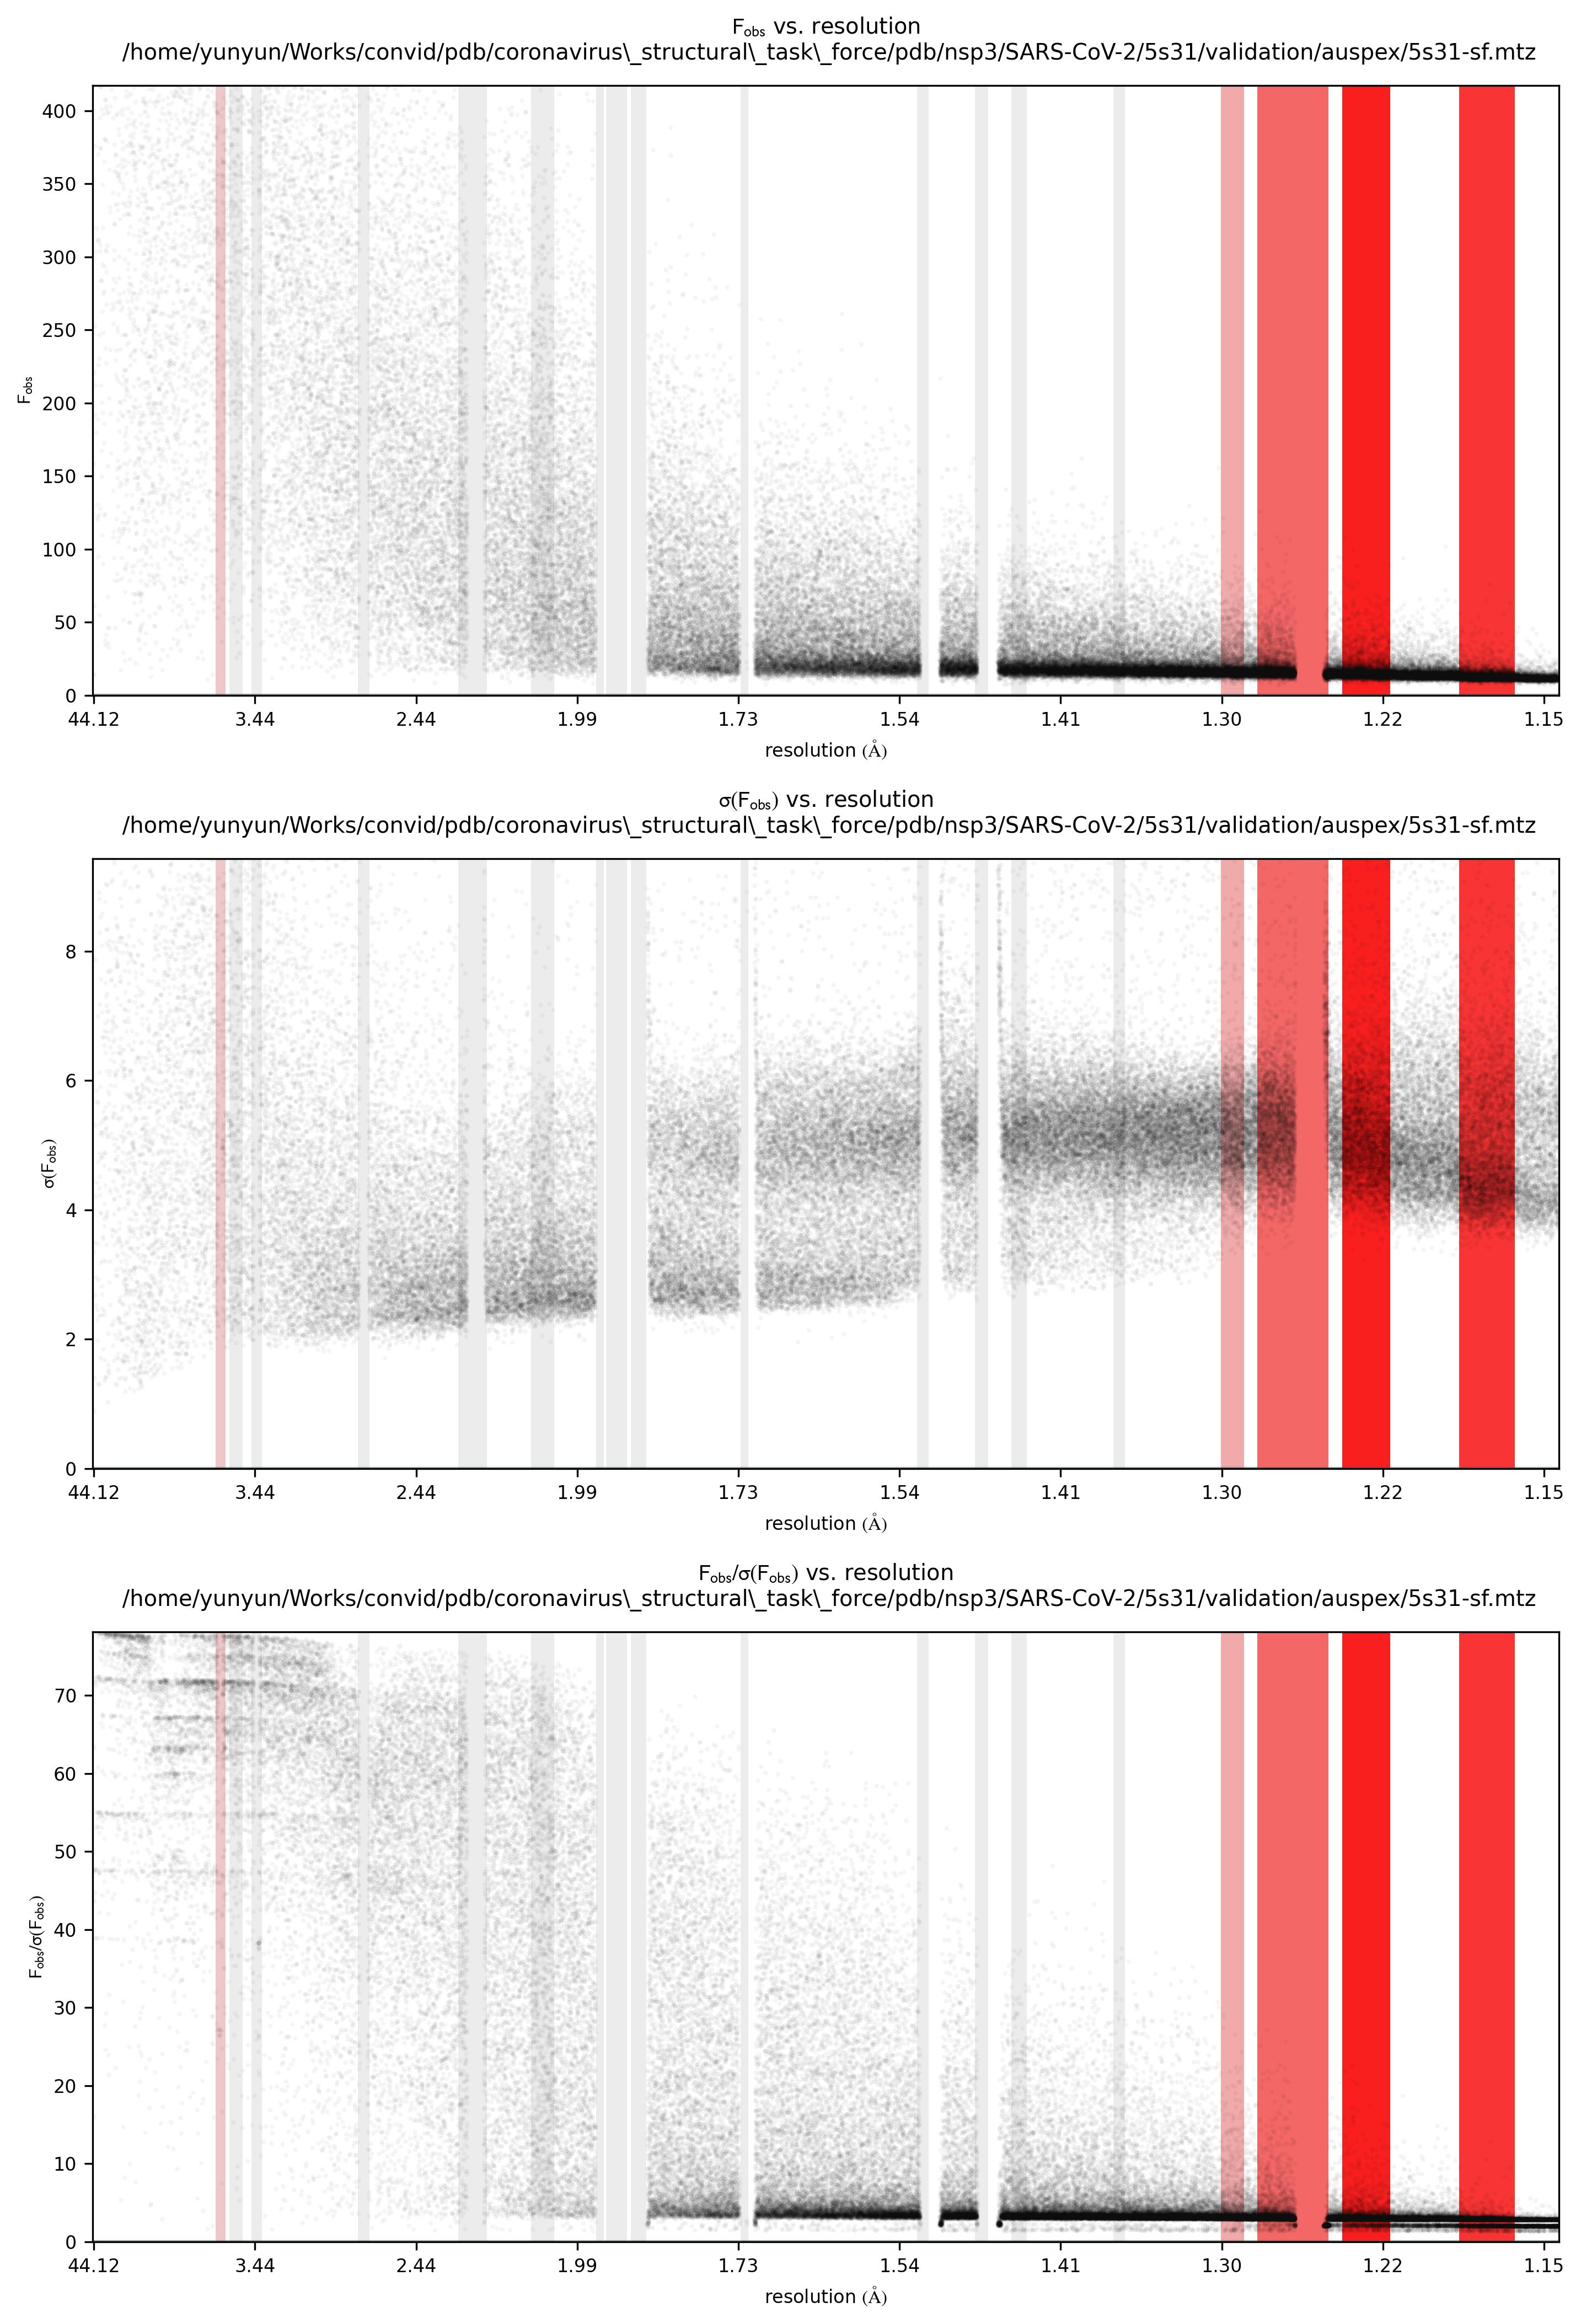 Fobs vs. resolution
/home/yunyun/Works/convid/pdb/coronavirus\_structural\_task\_force/pdb/nsp3/SARS-CoV-2/5s31/validation/auspex/5s31-sf.mtz
400
350
300
250
200
150
100
50
0
Fobs
44.12 3.44 2.44 1.99 1.73 1.54 1.41 1.30 1.22 1.15
resolution (Å)
σ(Fobs) vs. resolution
/home/yunyun/Works/convid/pdb/coronavirus\_structural\_task\_force/pdb/nsp3/SARS-CoV-2/5s31/validation/auspex/5s31-sf.mtz
8
6
4
2
0
σ(Fobs)
44.12 3.44 2.44 1.99 1.73 1.54 1.41 1.30 1.22 1.15
resolution (Å)
Fobs/σ(Fobs) vs. resolution
/home/yunyun/Works/convid/pdb/coronavirus\_structural\_task\_force/pdb/nsp3/SARS-CoV-2/5s31/validation/auspex/5s31-sf.mtz
70
60
50
40
30
20
10
0
Fobs/σ(Fobs)
44.12 3.44 2.44 1.99 1.73 1.54 1.41 1.30 1.22 1.15
resolution (Å)